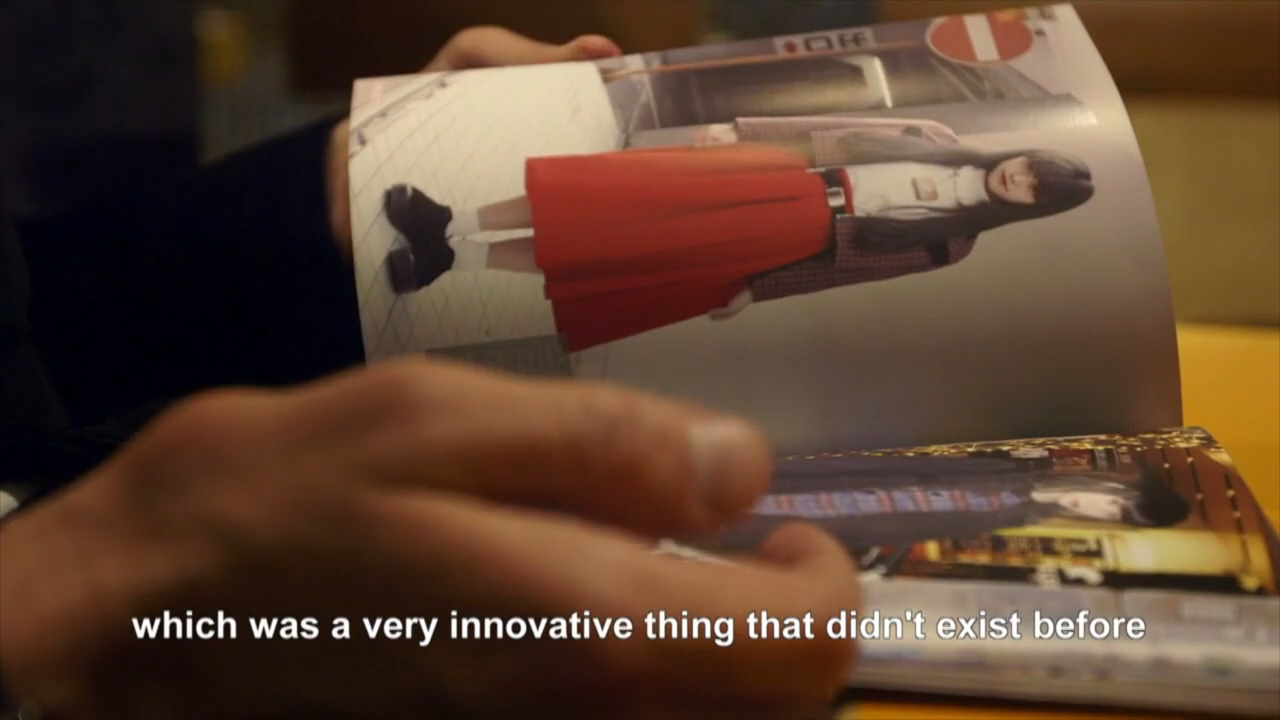 which was a very innovative thing that didn't exist before